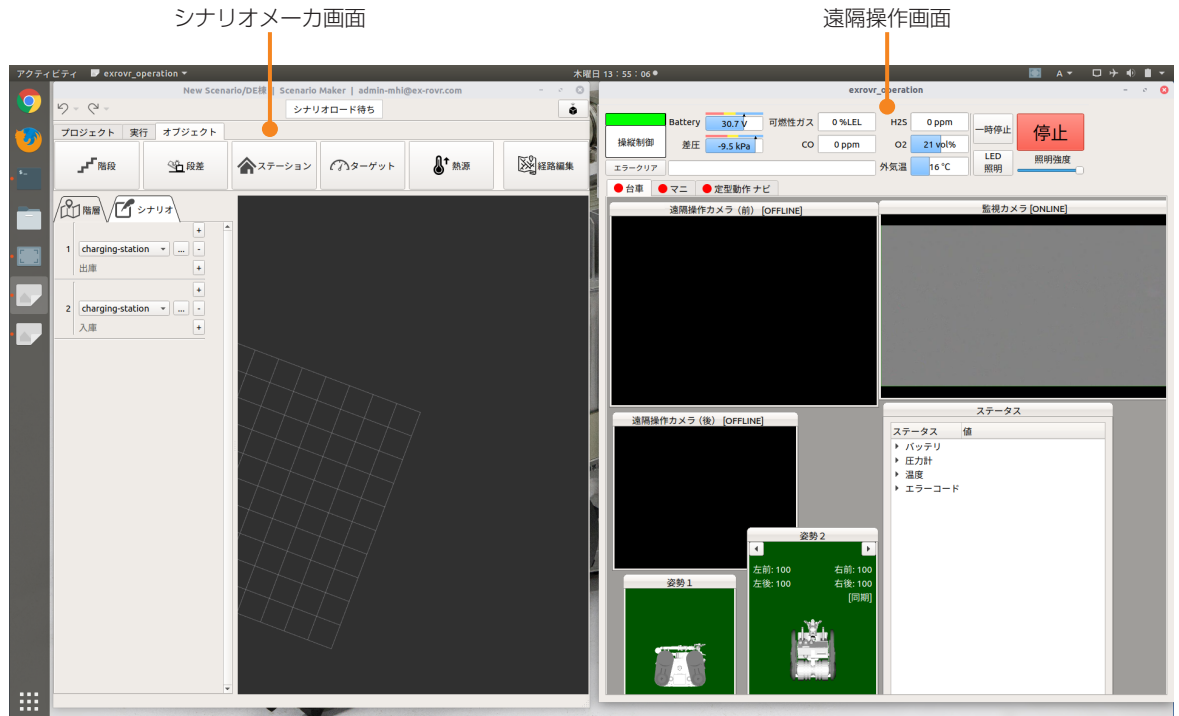 シナリオメーカ画面
遠隔操作画面
アクティビティ exrovr_operation 木曜日 13：55：06 A
New Scenario/DE棟 | Scenario Maker | admin-mhi@ex-rovr.com
シナリオロード待ち
プロジェクト 実行 オブジェクト
階段 段差 ステーション ターゲット 熱源 経路編集
階層 シナリオ
+
1 charging-station ... -
出庫 +
+
2 charging-station ... -
入庫 +
exrovr_operation
操縦制御
Battery 30.7 V 可燃性ガス 0 %LEL H2S 0 ppm
差圧 -9.5 kPa CO 0 ppm O2 21 vol%
エラークリア 外気温 16 ℃
一時停止 停止
LED
照明
照明強度
台車 マニ 定型動作 ナビ
遠隔操作カメラ（前） [OFFLINE]
監視カメラ [ONLINE]
遠隔操作カメラ（後） [OFFLINE]
ステータス
ステータス 値
バッテリ
圧力計
温度
エラーコード
姿勢２
左前: 100 右前: 100
左後: 100 右後: 100
[同期]
姿勢１